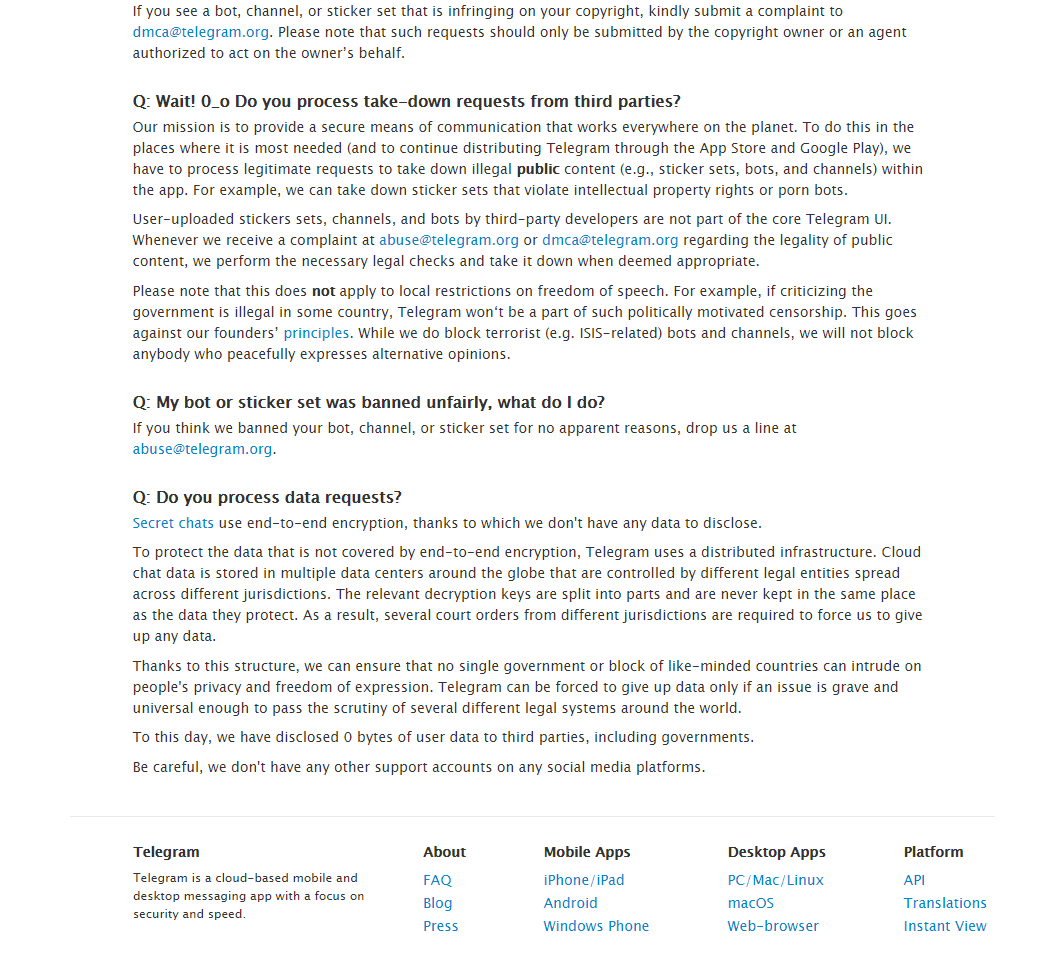 If you see a bot, channel, or sticker set that is infringing on your copyright, kindly submit a complaint to
dmca@telegram.org. Please note that such requests should only be submitted by the copyright owner or an agent
authorized to act on the owner’s behalf.
Q: Wait! 0_o Do you process take-down requests from third parties?
Our mission is to provide a secure means of communication that works everywhere on the planet. To do this in the
places where it is most needed (and to continue distributing Telegram through the App Store and Google Play), we
have to process legitimate requests to take down illegal public content (e.g., sticker sets, bots, and channels) within
the app. For example, we can take down sticker sets that violate intellectual property rights or porn bots.
User-uploaded stickers sets, channels, and bots by third-party developers are not part of the core Telegram UI.
Whenever we receive a complaint at abuse@telegram.org or dmca@telegram.org regarding the legality of public
content, we perform the necessary legal checks and take it down when deemed appropriate.
Please note that this does not apply to local restrictions on freedom of speech. For example, if criticizing the
government is illegal in some country, Telegram won‘t be a part of such politically motivated censorship. This goes
against our founders’ principles. While we do block terrorist (e.g. ISIS-related) bots and channels, we will not block
anybody who peacefully expresses alternative opinions.
Q: My bot or sticker set was banned unfairly, what do I do?
If you think we banned your bot, channel, or sticker set for no apparent reasons, drop us a line at
abuse@telegram.org.
Q: Do you process data requests?
Secret chats use end-to-end encryption, thanks to which we don't have any data to disclose.
To protect the data that is not covered by end-to-end encryption, Telegram uses a distributed infrastructure. Cloud
chat data is stored in multiple data centers around the globe that are controlled by different legal entities spread
across different jurisdictions. The relevant decryption keys are split into parts and are never kept in the same place
as the data they protect. As a result, several court orders from different jurisdictions are required to force us to give
up any data.
Thanks to this structure, we can ensure that no single government or block of like-minded countries can intrude on
people's privacy and freedom of expression. Telegram can be forced to give up data only if an issue is grave and
universal enough to pass the scrutiny of several different legal systems around the world.
To this day, we have disclosed 0 bytes of user data to third parties, including governments.
Be careful, we don't have any other support accounts on any social media platforms.
Telegram
Telegram is a cloud-based mobile and
desktop messaging app with a focus on
security and speed.
About
FAQ
Blog
Press
Mobile Apps
iPhone/iPad
Android
Windows Phone
Desktop Apps
PC/Mac/Linux
macOS
Web-browser
Platform
API
Translations
Instant View